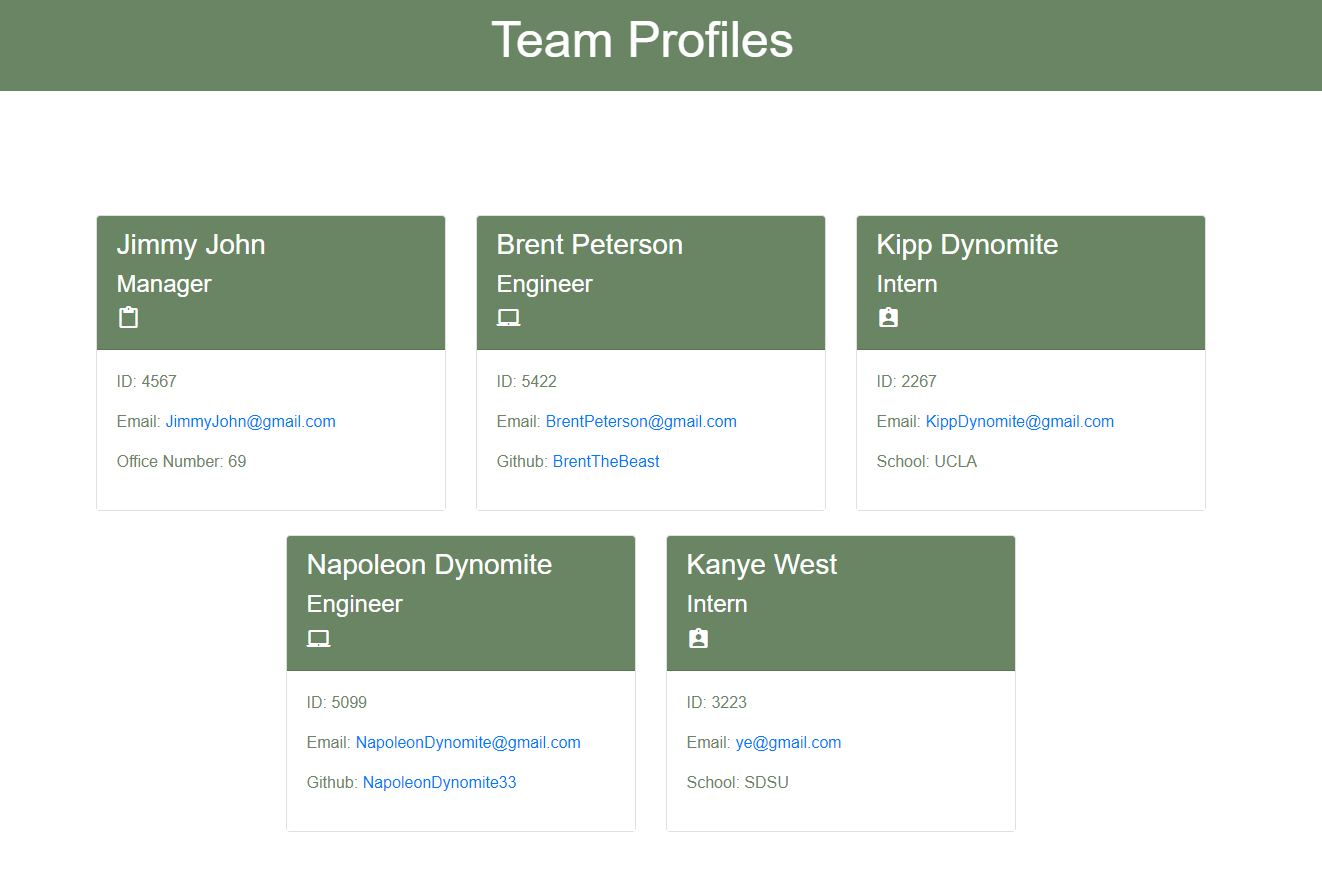 Team Profiles
Jimmy John
Manager
ID: 4567
Email: JimmyJohn@gmail.com
Office Number: 69
Brent Peterson
Engineer
ID: 5422
Email: BrentPeterson@gmail.com
Github: BrentTheBeast
Kipp Dynomite
Intern
ID: 2267
Email: KippDynomite@gmail.com
School: UCLA
Napoleon Dynomite
Engineer
ID: 5099
Email: NapoleonDynomite@gmail.com
Github: NapoleonDynomite33
Kanye West
Intern
ID: 3223
Email: ye@gmail.com
School: SDSU